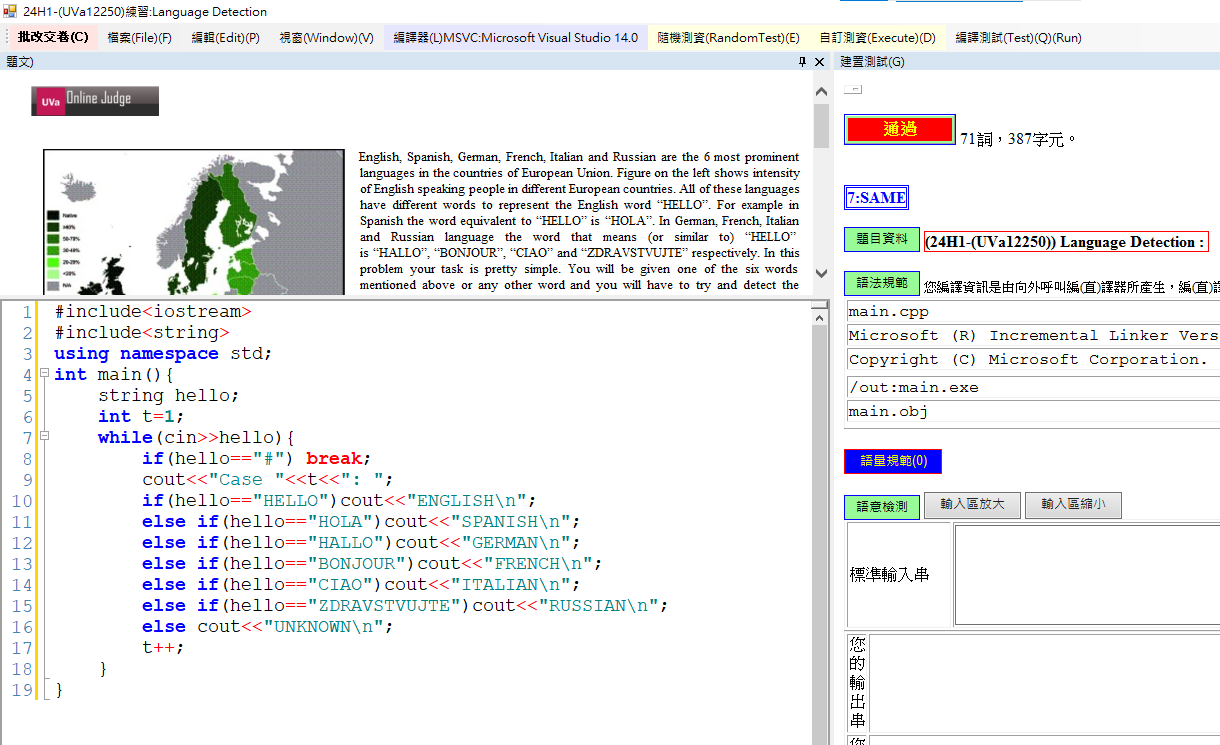 24H1-(UVa12250)練習:Language Detection
批改交卷(C) 檔案(File)(F) 編輯(Edit)(P) 視窗(Window)(V) 編譯器(L)MSVC:Microsoft Visual Studio 14.0 隨機測資(RandomTest)(E) 自訂測資(Execute)(D) 編譯測試(Test)(Q)(Run)
題文)
UVa Online Judge
Native
English, Spanish, German, French, Italian and Russian are the 6 most prominent
languages in the countries of European Union. Figure on the left shows intensity
of English speaking people in different European countries. All of these languages
have different words to represent the English word “HELLO”. For example in
Spanish the word equivalent to “HELLO” is “HOLA”. In German, French, Italian
and Russian language the word that means (or similar to) “HELLO”
is “HALLO”, “BONJOUR”, “CIAO” and “ZDRAVSTVUJTE” respectively. In this
problem your task is pretty simple. You will be given one of the six words
mentioned above or any other word and you will have to try and detect the
1 #include<iostream>
2 #include<string>
3 using namespace std;
4 int main(){
5 string hello;
6 int t=1;
7 while(cin>>hello){
8 if(hello=="#") break;
9 cout<<"Case "<<t<<": ";
10 if(hello=="HELLO")cout<<"ENGLISH\n";
11 else if(hello=="HOLA")cout<<"SPANISH\n";
12 else if(hello=="HALLO")cout<<"GERMAN\n";
13 else if(hello=="BONJOUR")cout<<"FRENCH\n";
14 else if(hello=="CIAO")cout<<"ITALIAN\n";
15 else if(hello=="ZDRAVSTVUJTE")cout<<"RUSSIAN\n";
16 else cout<<"UNKNOWN\n";
17 t++;
18 }
19 }
建置測試(G)
通過 71詞，387字元。
7:SAME
題目資料 (24H1-(UVa12250)) Language Detection :
語法規範 您編譯資訊是由向外呼叫編(直)譯器所產生，編(直)
main.cpp
Microsoft (R) Incremental Linker Vers
Copyright (C) Microsoft Corporation.
/out:main.exe
main.obj
語量規範(0)
語意檢測 輸入區放大 輸入區縮小
標準輸入串
您的輸出串